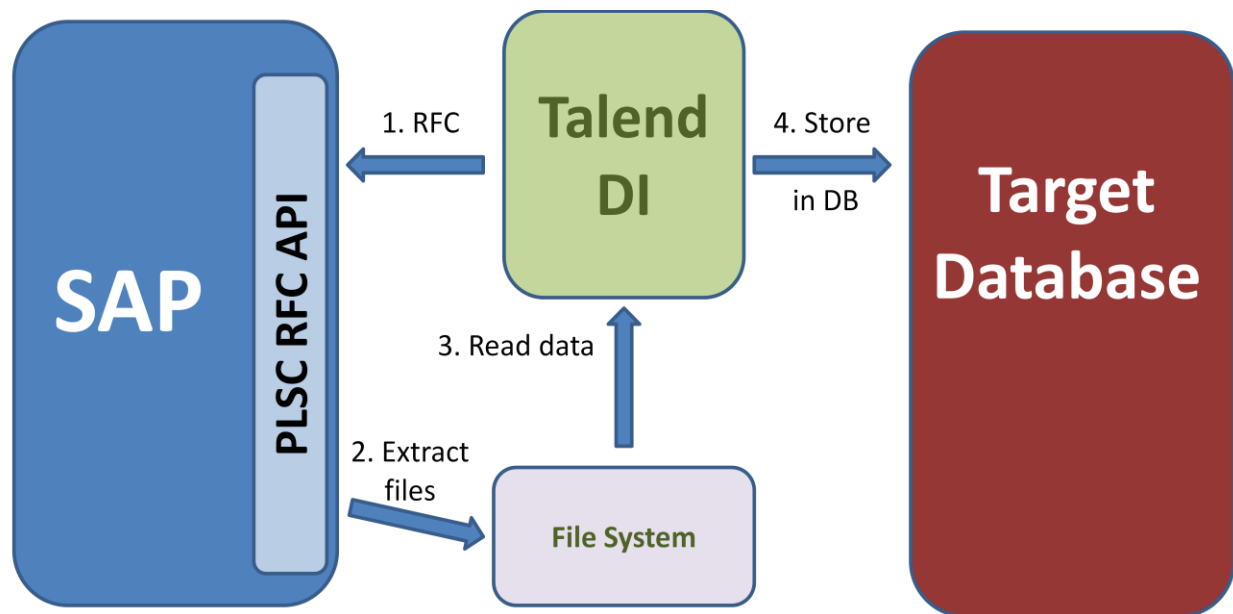 SAP
PLSC RFC API
1. RFC
Talend
DI
4. Store
in DB
Target
Database
3. Read data
2. Extract
files
File System